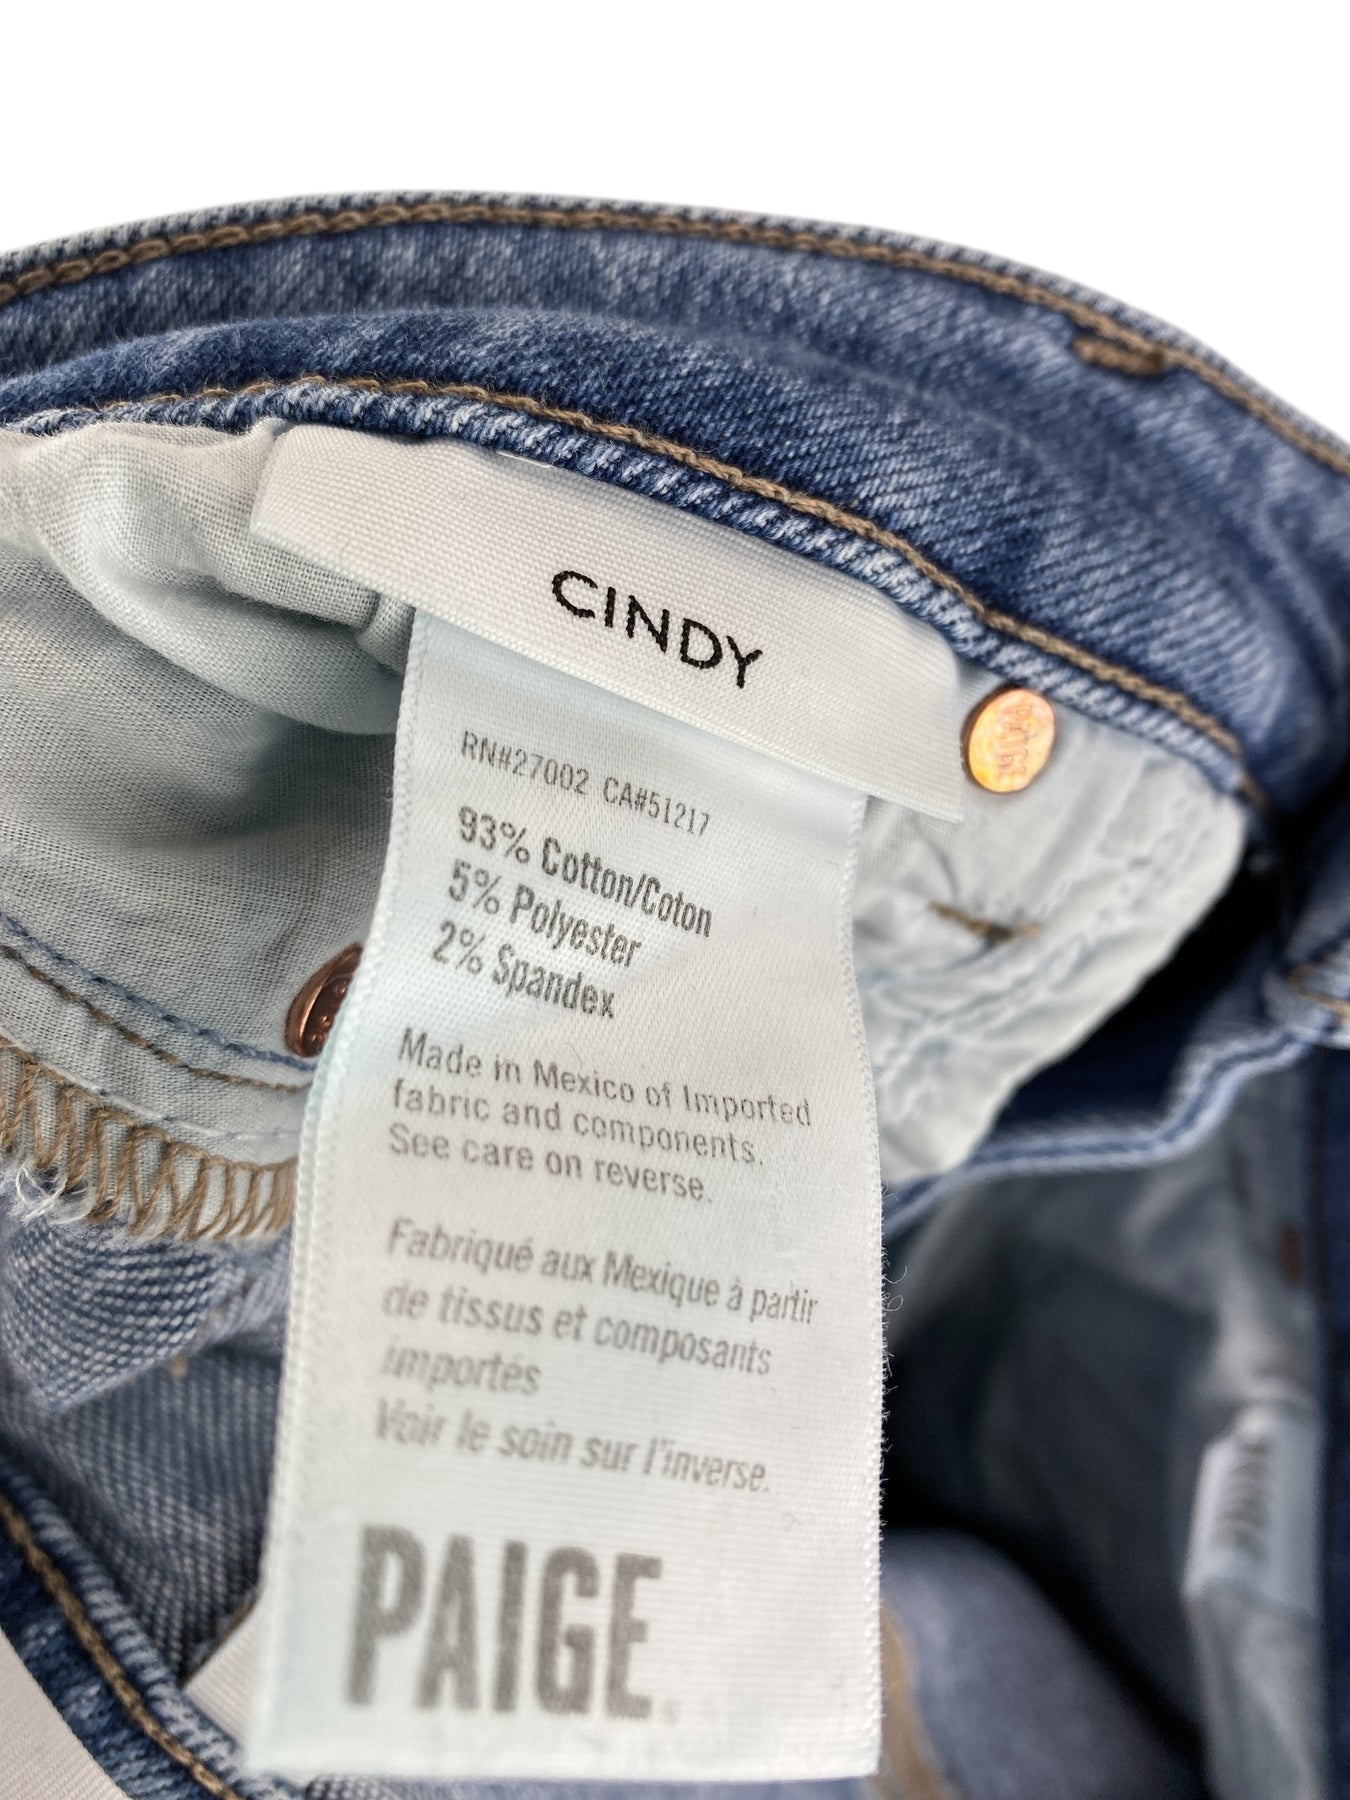 CINDY
PAIGE
RN#27002 CA#51217
93% Cotton/Coton
5% Polyester
2% Spandex
Made in Mexico of Imported
fabric and components.
See care on reverse.
Fabriqué aux Mexique à partir
de tissus et composants
importés
Voir le soin sur l'inverse.
PAIGE